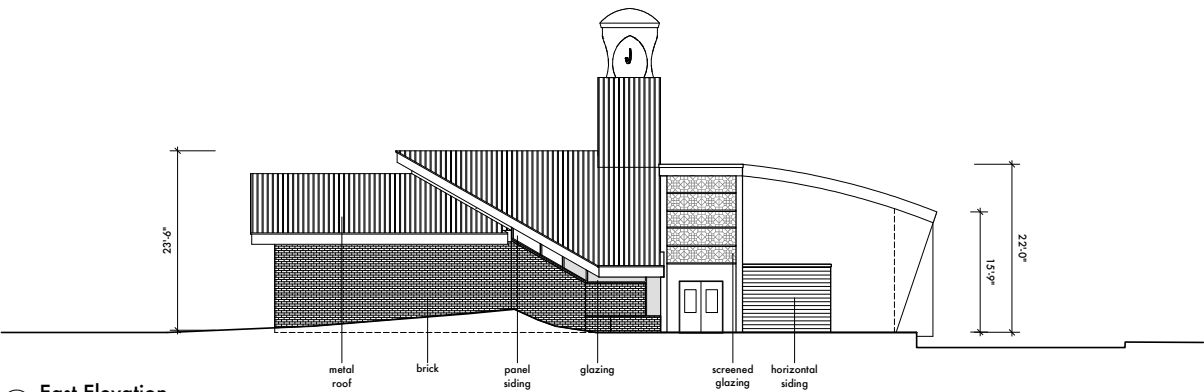 J
23'-6"
22'-0"
15'-9"
metal
roof
brick
panel
siding
glazing
screened
glazing
horizontal
siding
East Elevation